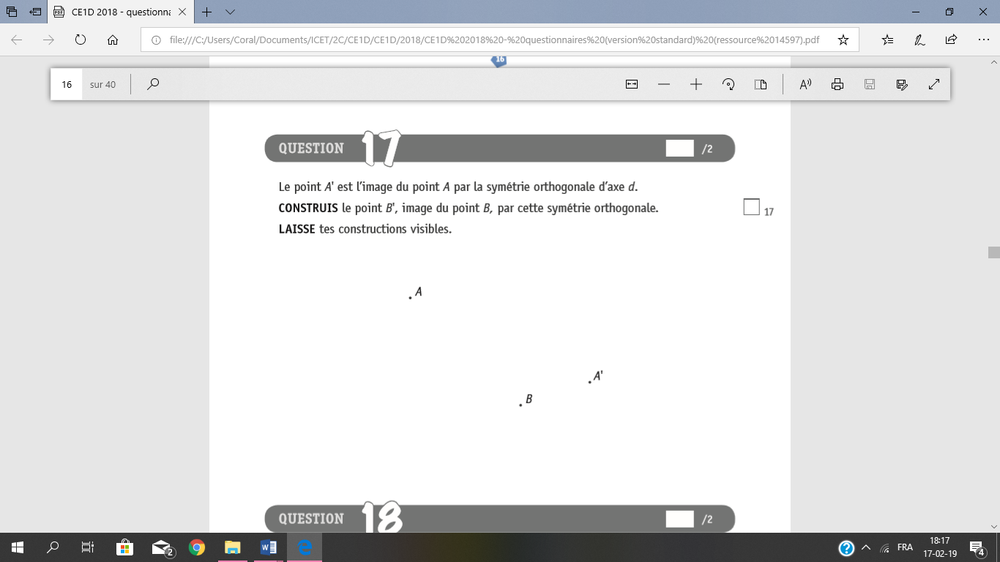 CE1D 2018 - questionna
file:///C:/Users/Coral/Documents/ICET/2C/CE1D/CE1D/2018/CE1D%202018%20-%20questionnaires%20(version%20standard)%20(ressource%2014597).pdf
16
16 sur 40
QUESTION 17 /2
Le point A' est l'image du point A par la symétrie orthogonale d'axe d.
CONSTRUIS le point B', image du point B, par cette symétrie orthogonale.
17
LAISSE tes constructions visibles.
A
A'
B
QUESTION 18 /2
2
FRA
18:17
17-02-19
4